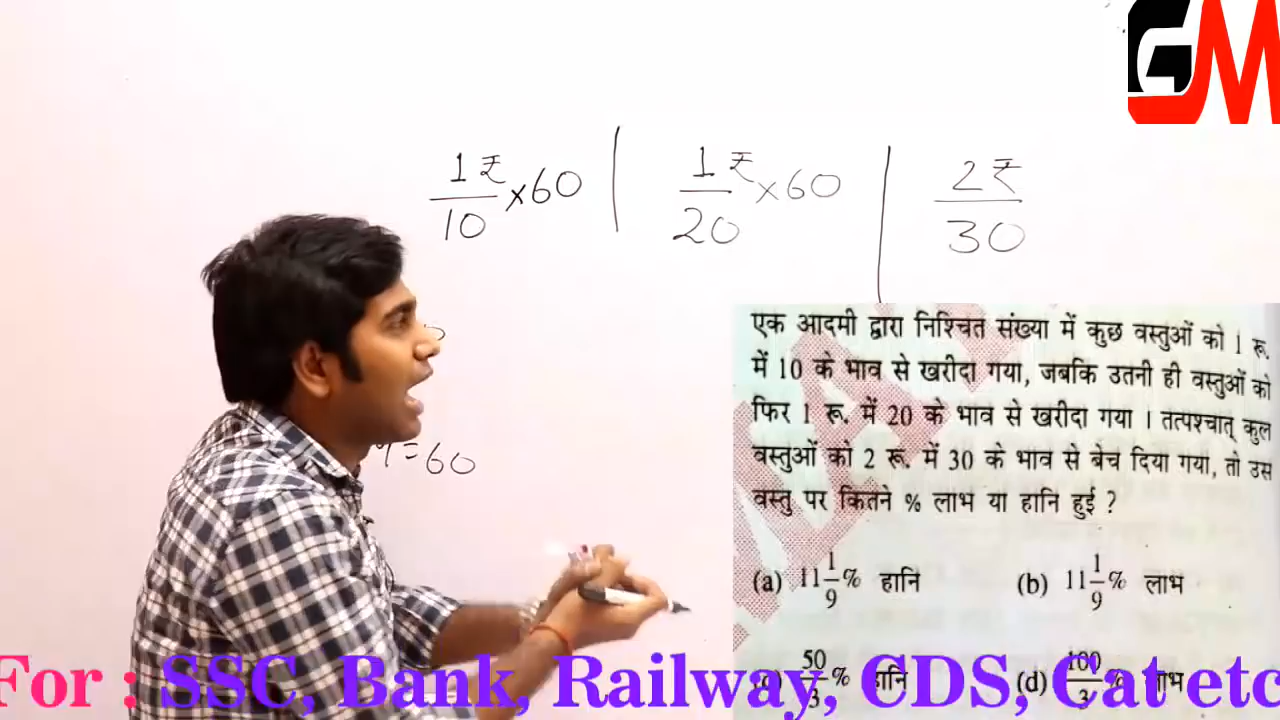 GM
1₹ 1₹ 2₹
×60 ×60
10 20 30
= 60
एक आदमी द्वारा निश्चित संख्या में कुछ वस्तुओं को 1 रू.
में 10 के भाव से खरीदा गया, जबकि उतनी ही वस्तुओं को
फिर 1 रू. में 20 के भाव से खरीदा गया । तत्पश्चात् कुल
वस्तुओं को 2 रू. में 30 के भाव से बेच दिया गया, तो उस
वस्तु पर कितने % लाभ या हानि हुई ?
(a) 11 1/9 % हानि (b) 11 1/9 % लाभ
50/3 % हानि (d) 100/3 % लाभ
For : SSC, Bank, Railway, CDS, Cat etc